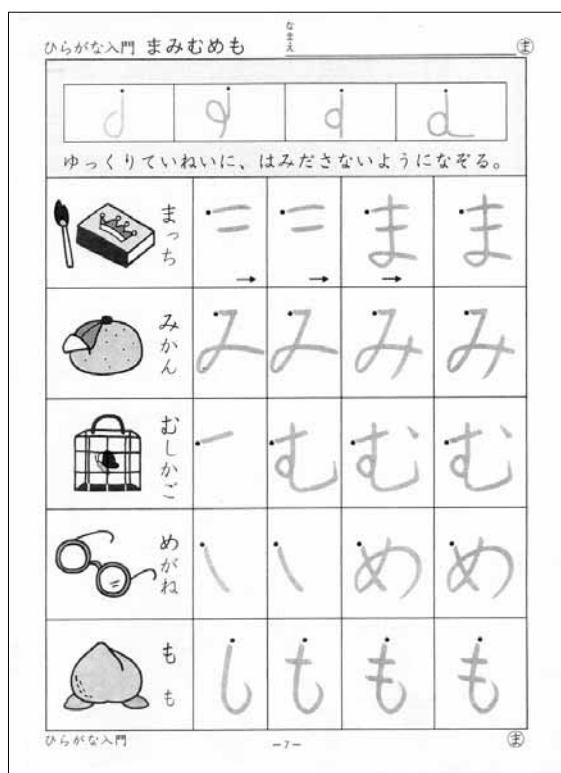 ひらがな入門 まみむめも
なまえ
ま
ゆっくりていねいに、はみださないようになぞる。
まっち
ま ま
みかん
み み
むしかご
む む む
めがね
め め
もも
も も
ひらがな入門
-7-
ま